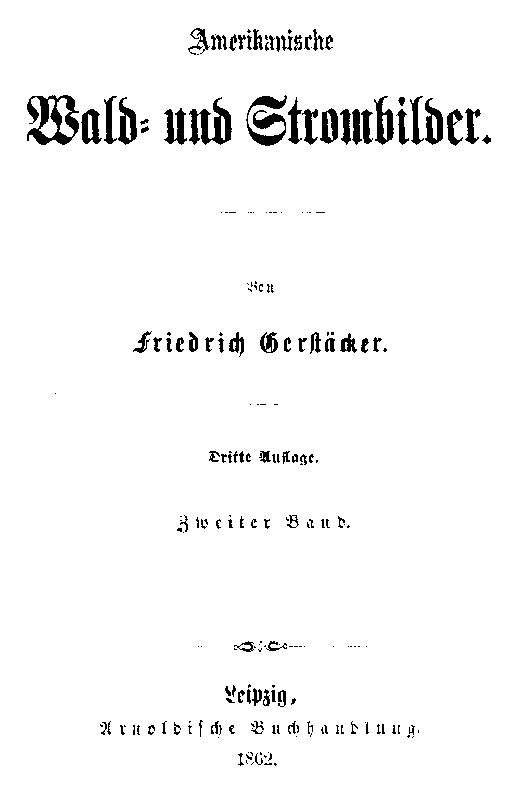 Amerikanische
Wald- und Strombilder.
Von
Friedrich Gerstäcker.
Dritte Auflage.
Zweiter Band.
Leipzig,
Arnoldische Buchhandlung.
1862.